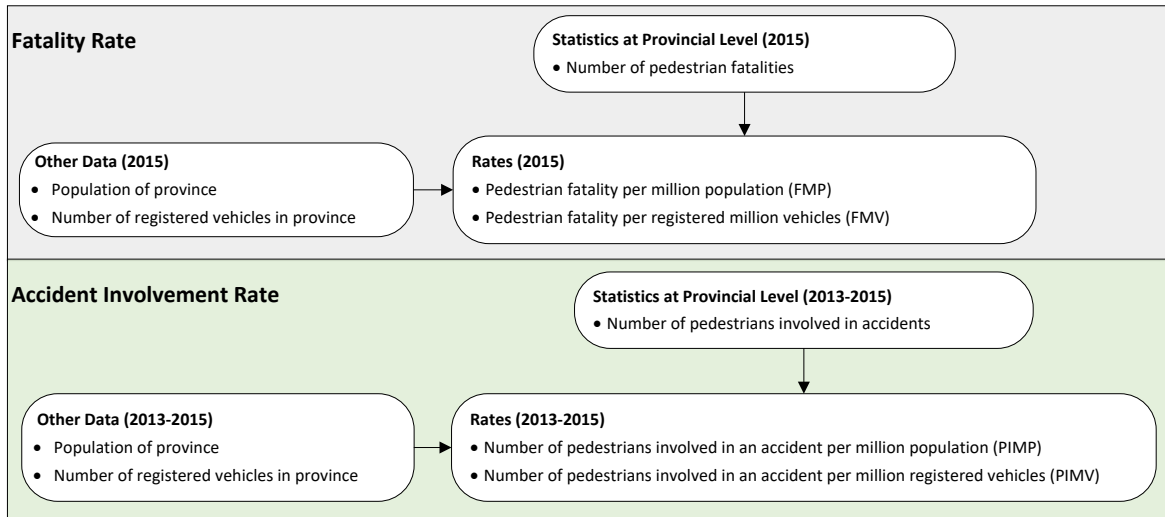 Fatality Rate
Statistics at Provincial Level (2015)
• Number of pedestrian fatalities
Other Data (2015)
• Population of province
• Number of registered vehicles in province
Rates (2015)
• Pedestrian fatality per million population (FMP)
• Pedestrian fatality per registered million vehicles (FMV)
Accident Involvement Rate
Statistics at Provincial Level (2013-2015)
• Number of pedestrians involved in accidents
Other Data (2013-2015)
• Population of province
• Number of registered vehicles in province
Rates (2013-2015)
• Number of pedestrians involved in an accident per million population (PIMP)
• Number of pedestrians involved in an accident per million registered vehicles (PIMV)